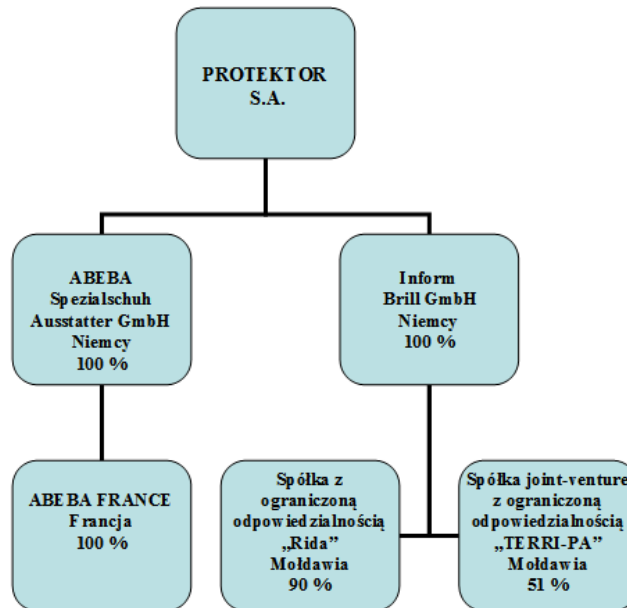 PROTEKTOR
S.A.
ABEBA
Spezialschuh
Ausstatter GmbH
Niemcy
100 %
Inform
Brill GmbH
Niemcy
100 %
ABEBA FRANCE
Francja
100 %
Spółka z
ograniczoną
odpowiedzialnością
„Rida”
Mołdawia
90 %
Spółka joint-venture
z ograniczoną
odpowiedzialnością
„TERRI-PA”
Mołdawia
51 %